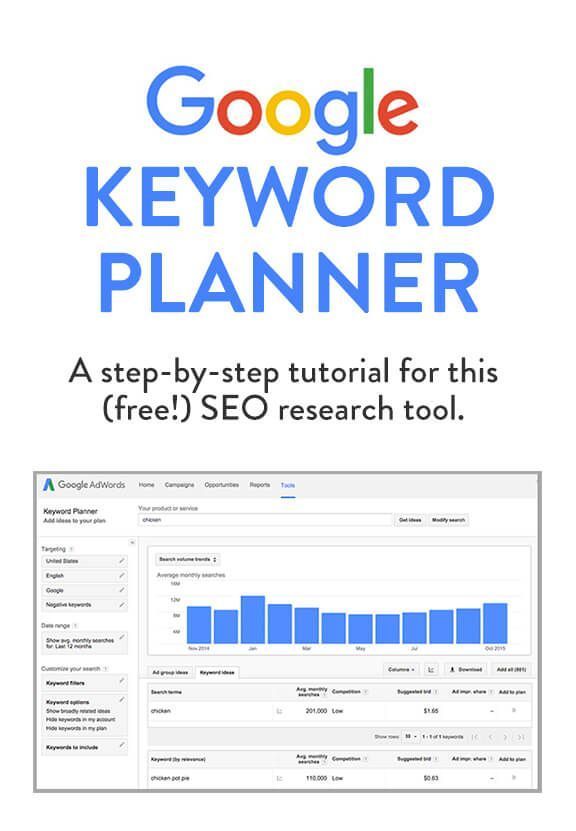 Google
KEYWORD
PLANNER
A step-by-step tutorial for this
(free!) SEO research tool.
Google AdWords Home Campaigns Opportunities Reports Tools
Keyword Planner
Add ideas to your plan
Your product or service
chicken
Get ideas Modify search
Targeting ?
United States
English
Google
Negative keywords
Date range ?
Show avg. monthly searches
for: Last 12 months
Customize your search ?
Keyword filters
Keyword options
Show broadly related ideas
Hide keywords in my account
Hide keywords in my plan
Keywords to include
Search volume trends
Average monthly searches
16M
12M
8M
4M
Nov 2014 Jan Mar May Jul Oct 2015
Ad group ideas Keyword ideas
Columns Download Add all (801)
Search terms Avg. monthly searches ? Competition ? Suggested bid ? Ad impr. share ? Add to plan
chicken 201,000 Low $1.65 –
Show rows 50 1 - 1 of 1 keywords
Keyword (by relevance) Avg. monthly searches ? Competition ? Suggested bid ? Ad impr. share ? Add to plan
chicken pot pie 110,000 Low $0.63 –